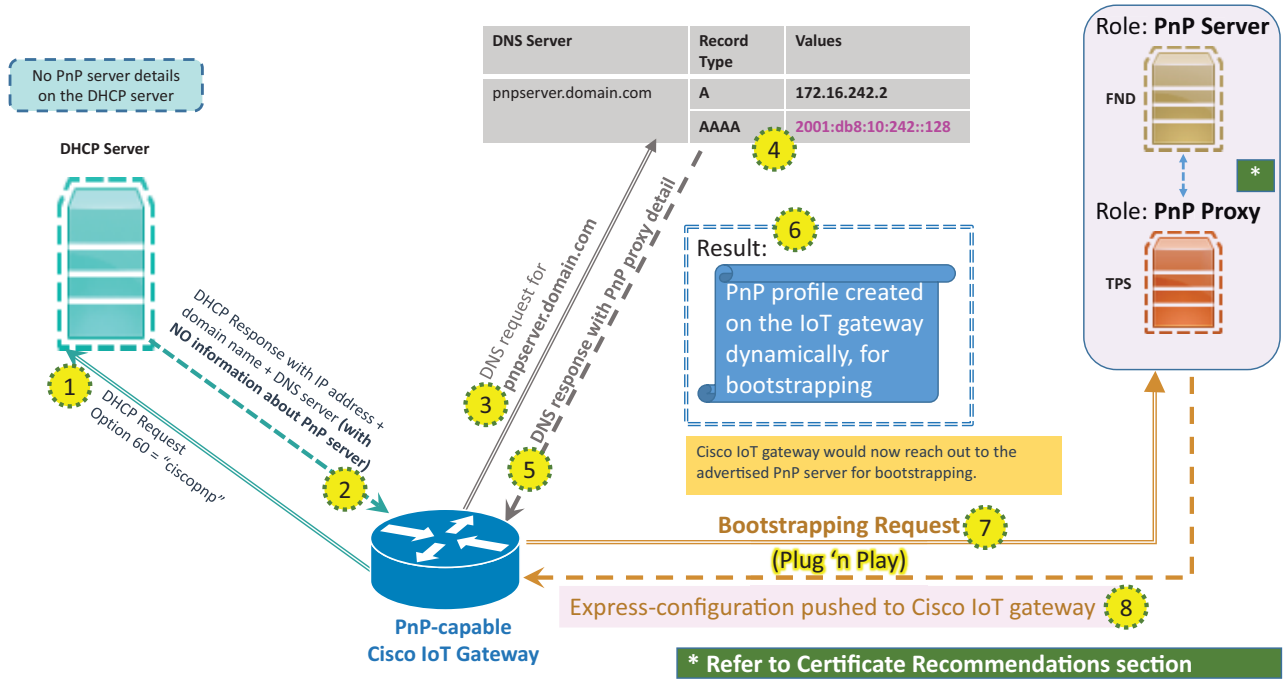 No PnP server details
on the DHCP server
DHCP Server
DNS Server
Record
Type
Values
pnpserver.domain.com
A
172.16.242.2
AAAA
2001:db8:10:242::128
Role: PnP Server
FND
*
Role: PnP Proxy
TPS
1
DHCP Request
Option 60 = “ciscopnp”
2
DHCP Response with IP address +
domain name + DNS server (with
NO information about PnP server)
3
DNS request for
pnpserver.domain.com
4
5
DNS response with PnP proxy detail
6
Result:
PnP profile created
on the IoT gateway
dynamically, for
bootstrapping
Cisco IoT gateway would now reach out to the
advertised PnP server for bootstrapping.
Bootstrapping Request
7
(Plug ‘n Play)
Express-configuration pushed to Cisco IoT gateway
8
PnP-capable
Cisco IoT Gateway
* Refer to Certificate Recommendations section